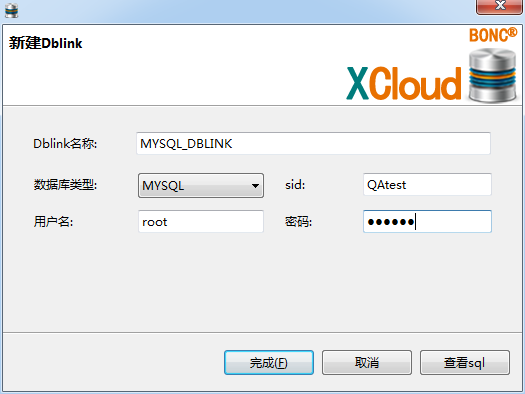 新建Dblink
BONC®
XCloud
Dblink名称: MYSQL_DBLINK
数据库类型: MYSQL sid: QAtest
用户名: root 密码: ●●●●●●
完成(F) 取消 查看sql